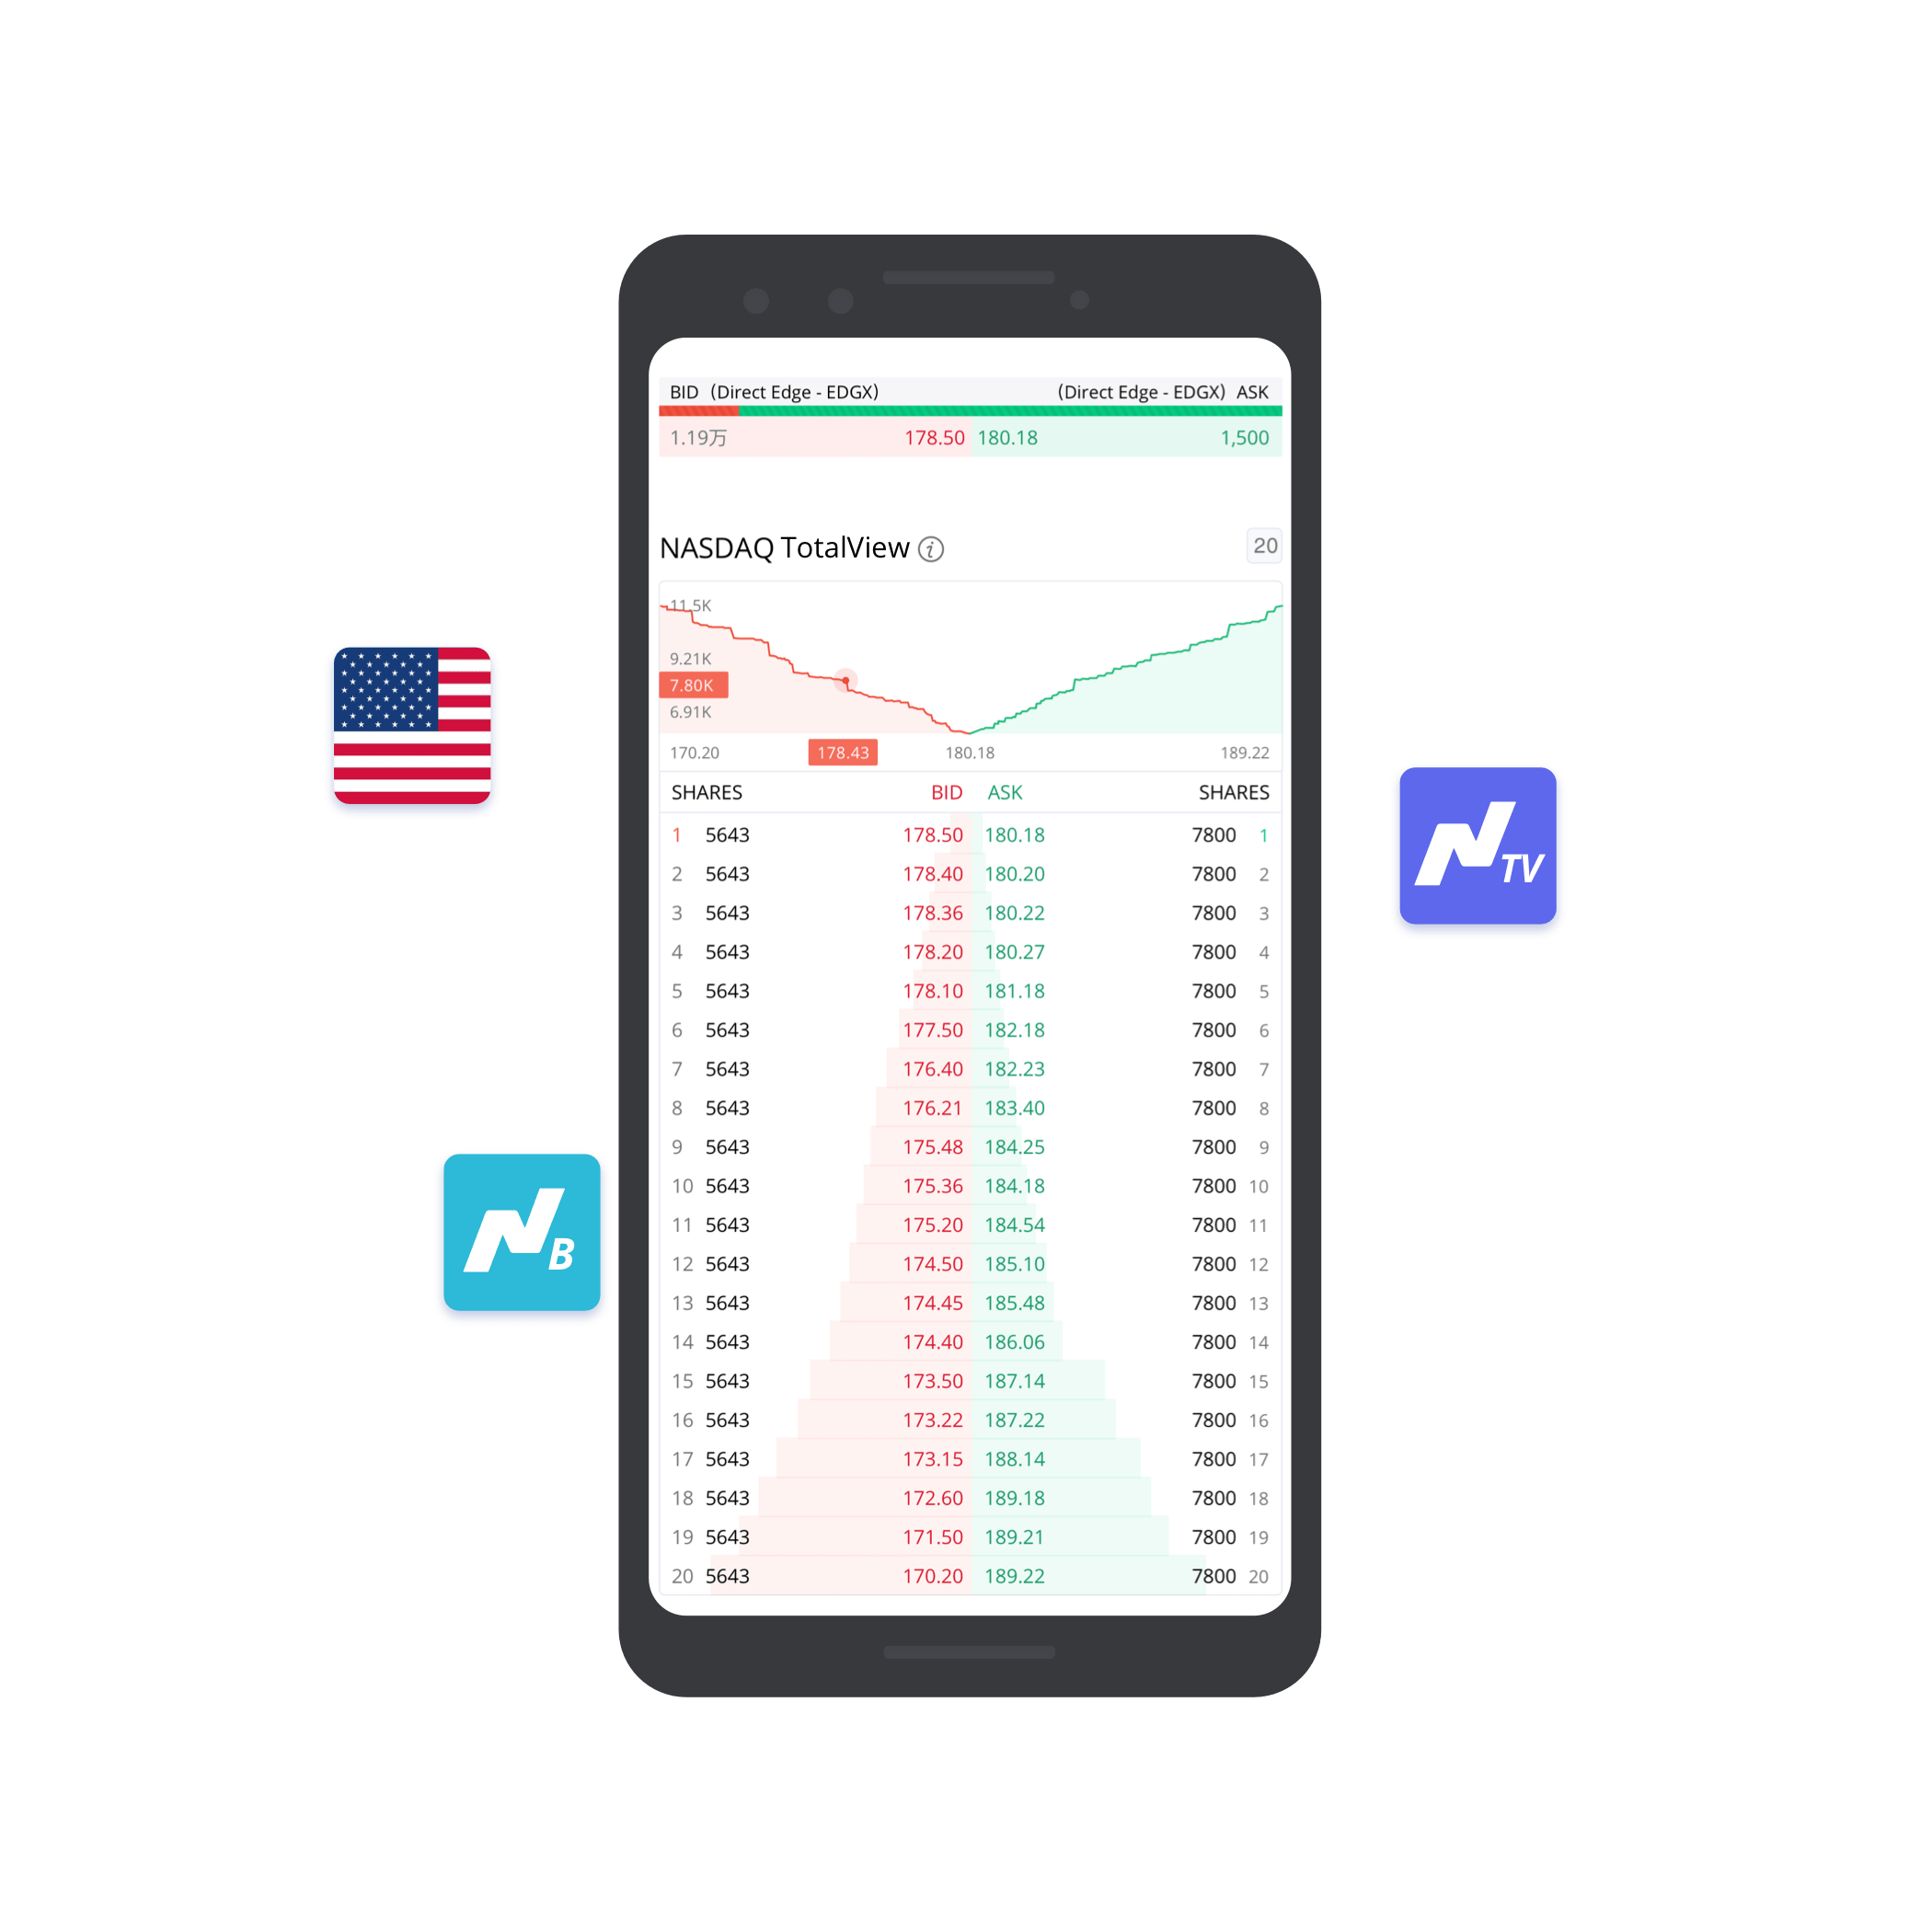 BID (Direct Edge - EDGX) (Direct Edge - EDGX) ASK
1.19万 178.50 180.18 1,500
NASDAQ TotalView i 20
11.5K
9.21K
7.80K
6.91K
170.20 178.43 180.18 189.22
SHARES BID ASK SHARES
1 5643 178.50 180.18 7800 1
2 5643 178.40 180.20 7800 2
3 5643 178.36 180.22 7800 3
4 5643 178.20 180.27 7800 4
5 5643 178.10 181.18 7800 5
6 5643 177.50 182.18 7800 6
7 5643 176.40 182.23 7800 7
8 5643 176.21 183.40 7800 8
9 5643 175.48 184.25 7800 9
10 5643 175.36 184.18 7800 10
11 5643 175.20 184.54 7800 11
12 5643 174.50 185.10 7800 12
13 5643 174.45 185.48 7800 13
14 5643 174.40 186.06 7800 14
15 5643 173.50 187.14 7800 15
16 5643 173.22 187.22 7800 16
17 5643 173.15 188.14 7800 17
18 5643 172.60 189.18 7800 18
19 5643 171.50 189.21 7800 19
20 5643 170.20 189.22 7800 20
TV
B